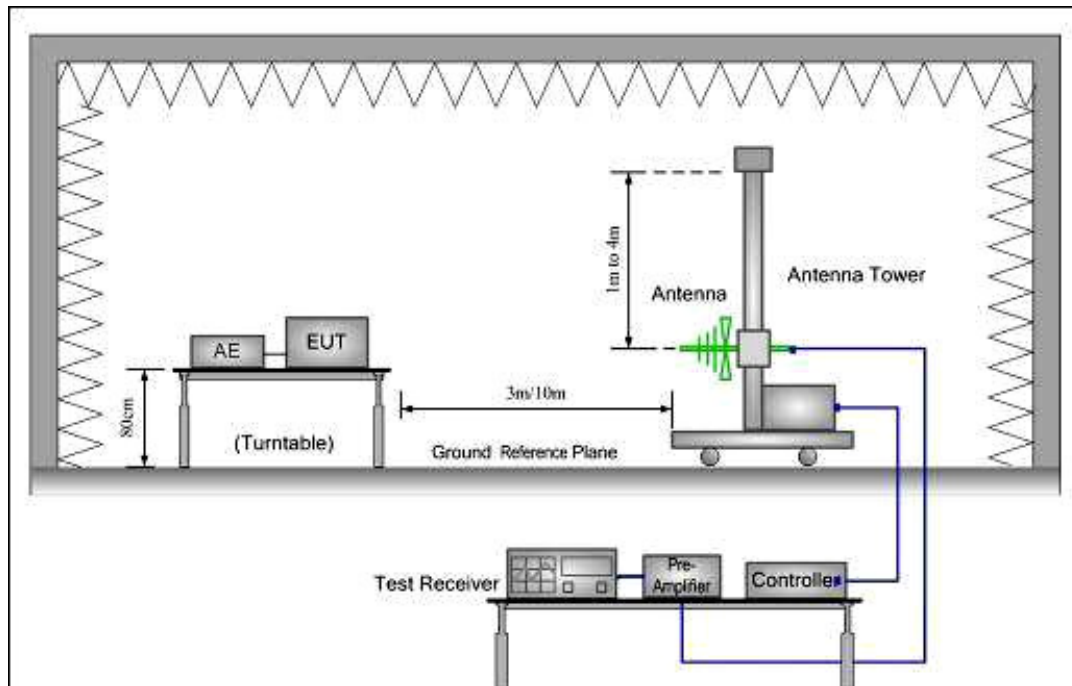 1m to 4m
Antenna Tower
Antenna
AE
EUT
80cm
3m/10m
(Turntable)
Ground Reference Plane
Test Receiver
Pre-
Amplifier
Controller